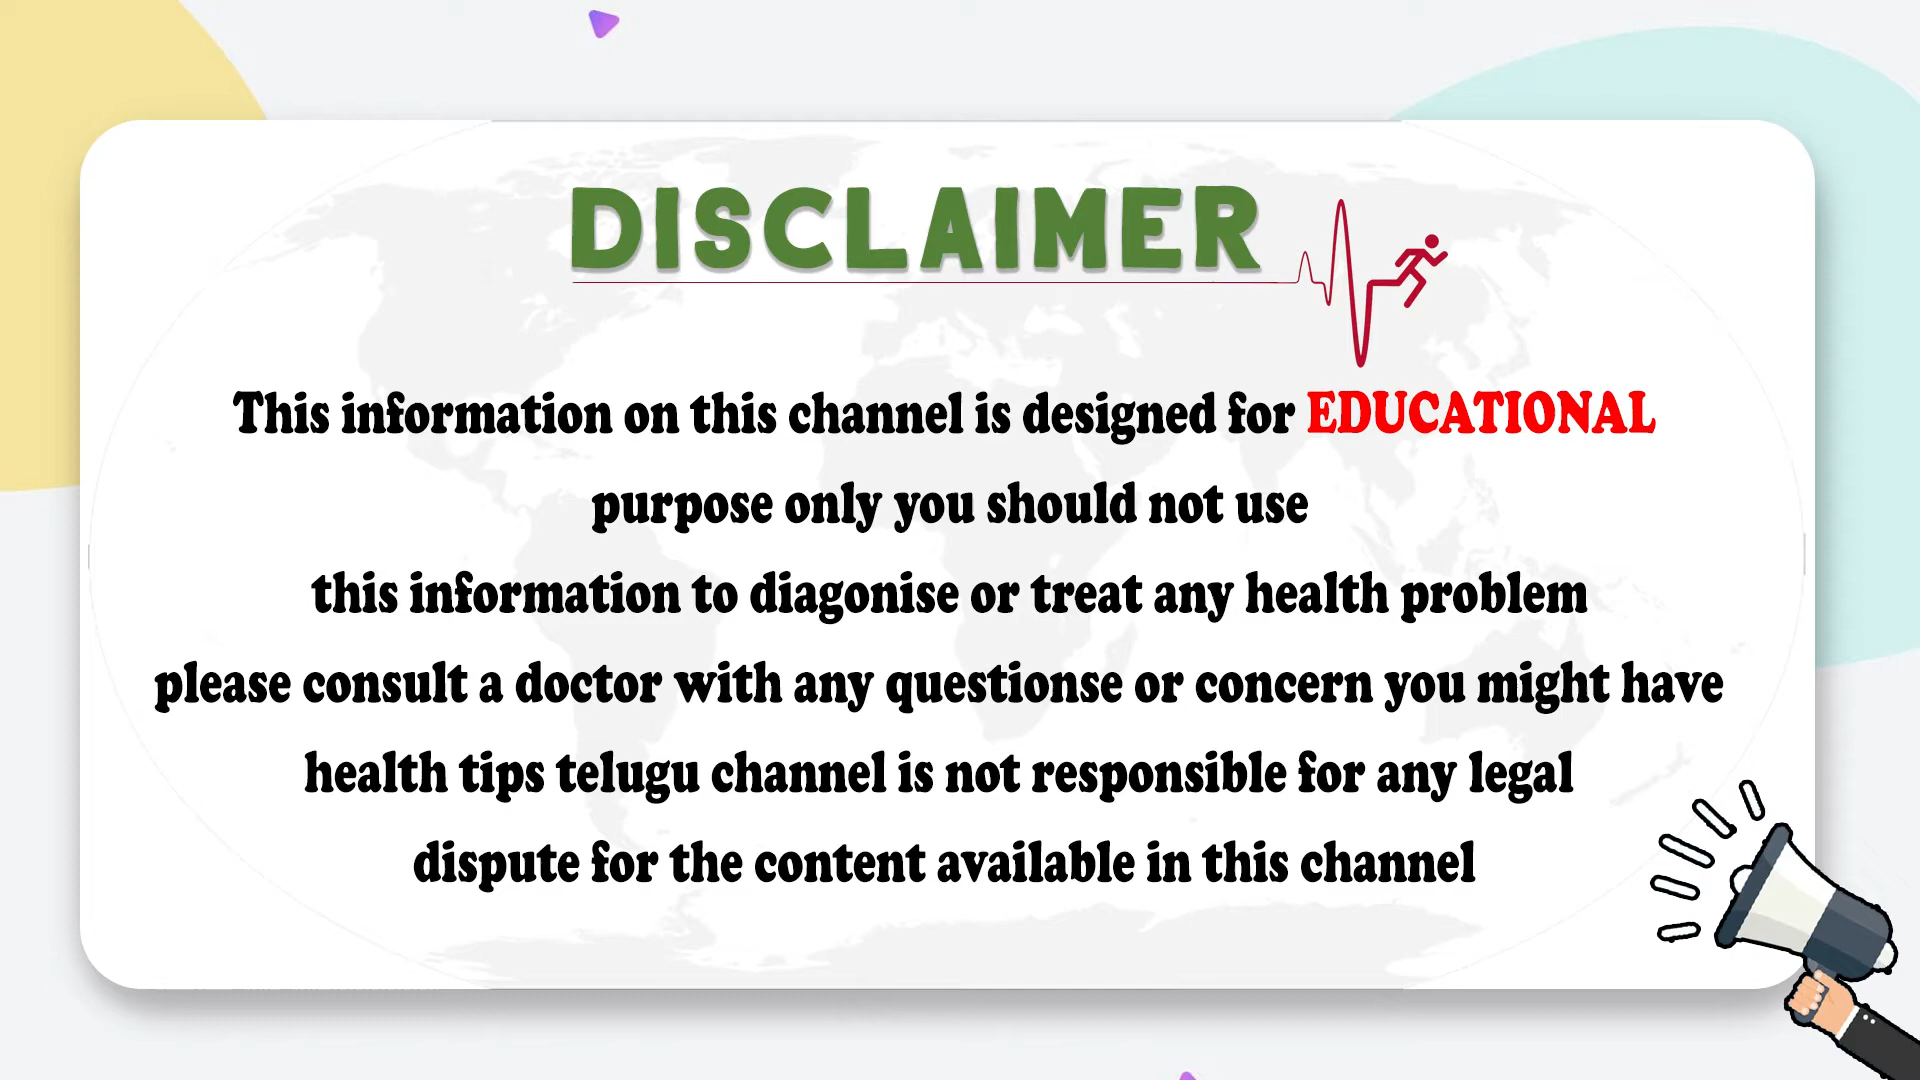 DISCLAIMER
This information on this channel is designed for EDUCATIONAL
purpose only you should not use
this information to diagonise or treat any health problem
please consult a doctor with any questionse or concern you might have
health tips telugu channel is not responsible for any legal
dispute for the content available in this channel